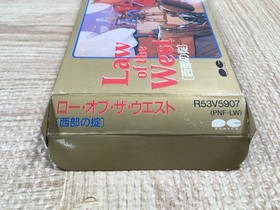 Law
of the
West
〔西部の掟〕
ロー・オブ・ザ・ウエスト
〔西部の掟〕
R53V5907
(PNF-LW)